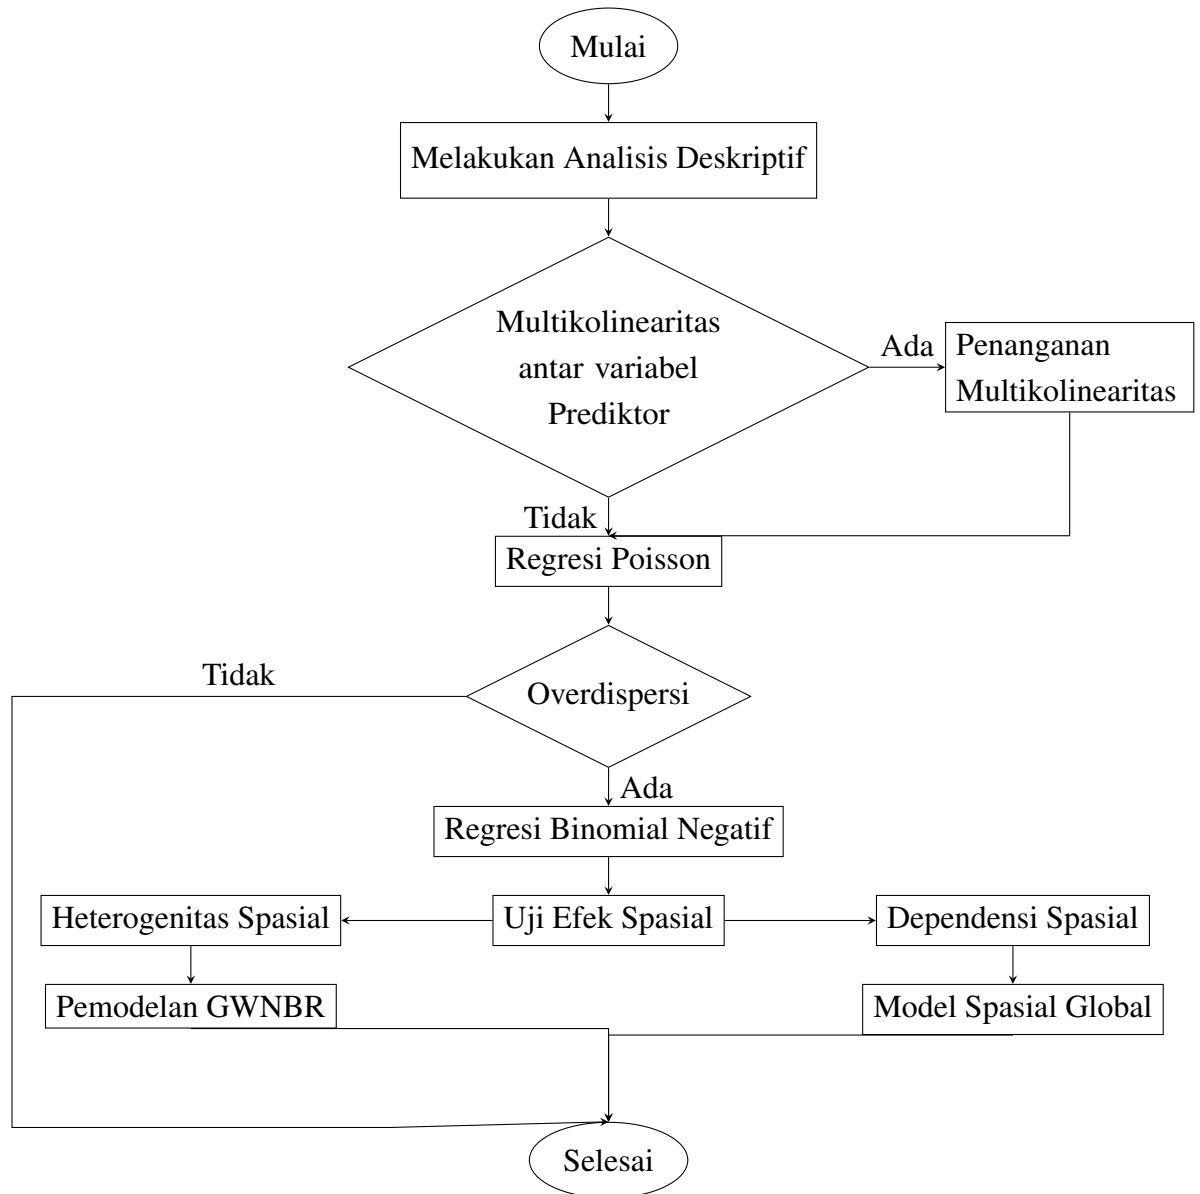 Mulai
Melakukan Analisis Deskriptif
Multikolinearitas
antar variabel
Prediktor
Ada
Penanganan
Multikolinearitas
Tidak
Regresi Poisson
Tidak
Overdispersi
Ada
Regresi Binomial Negatif
Heterogenitas Spasial
Uji Efek Spasial
Dependensi Spasial
Pemodelan GWNBR
Model Spasial Global
Selesai